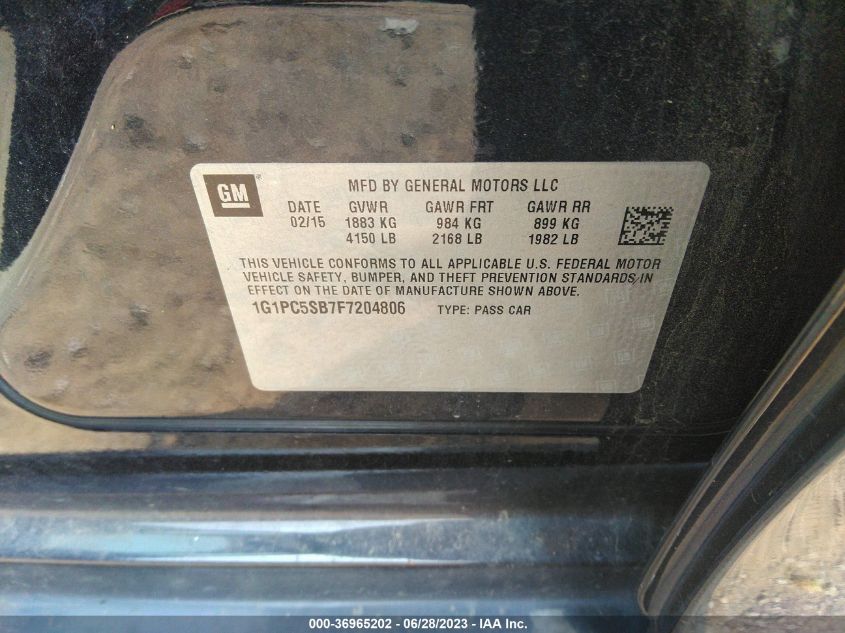 GM
MFD BY GENERAL MOTORS LLC
DATE GVWR GAWR FRT GAWR RR
02/15 1883 KG 984 KG 899 KG
4150 LB 2168 LB 1982 LB
THIS VEHICLE CONFORMS TO ALL APPLICABLE U.S. FEDERAL MOTOR
VEHICLE SAFETY, BUMPER, AND THEFT PREVENTION STANDARDS IN
EFFECT ON THE DATE OF MANUFACTURE SHOWN ABOVE.
1G1PC5SB7F7204806 TYPE: PASS CAR
000-36965202 - 06/28/2023 - IAA Inc.